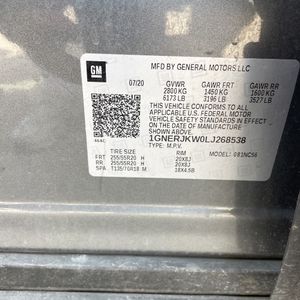 GM
MFD BY GENERAL MOTORS LLC
07/20 GVWR GAWR FRT GAWR RR
2800 KG 1450 KG 1600 KG
6173 LB 3196 LB 3527 LB
THIS VEHICLE CONFORMS TO ALL
APPLICABLE U.S. FEDERAL MOTOR
VEHICLE SAFETY STANDARDS IN EFFECT
ON THE DATE OF MANUFACTURE SHOWN ABOVE.
1GNERJKW0LJ268538
TYPE: M.P.V.
TIRE SIZE RIM MODEL:
FRT 255/55R20 H 20X8J
RR 255/55R20 H 20X8J
SPA T135/70R18 M 18X4.5B